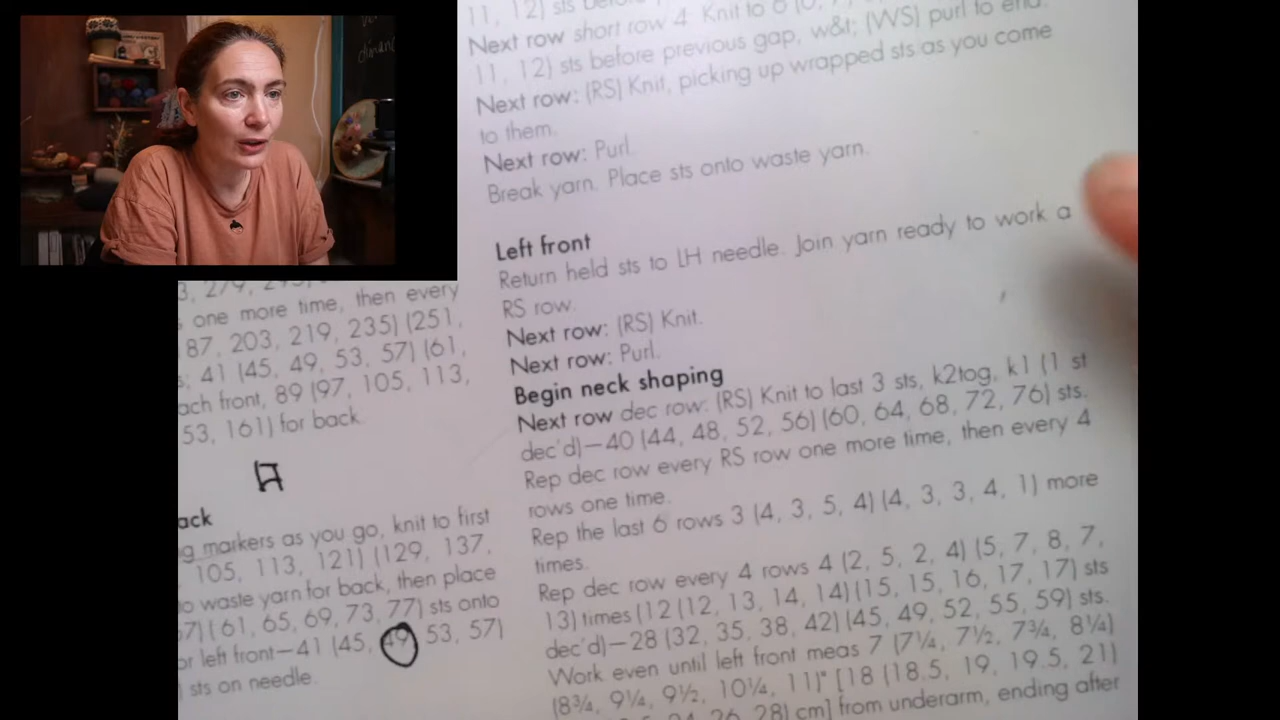 11, 12) sts
Next row short row 4: Knit to
11, 12) sts before previous gap, w&t; (WS) purl to end.
Next row: (RS) Knit, picking up wrapped sts as you come
to them.
Next row: Purl.
Break yarn. Place sts onto waste yarn.
Left front
Return held sts to LH needle. Join yarn ready to work a
RS row.
Next row: (RS) Knit.
Next row: Purl.
Begin neck shaping
Next row dec row: (RS) Knit to last 3 sts, k2tog, k1 (1 st
dec'd)—40 (44, 48, 52, 56) (60, 64, 68, 72, 76) sts.
Rep dec row every RS row one more time, then every 4
rows one time.
Rep the last 6 rows 3 (4, 3, 5, 4) (4, 3, 3, 4, 1) more
times.
Rep dec row every 4 rows 4 (2, 5, 2, 4) (5, 7, 8, 7,
13) times (12 (12, 13, 14, 14) (15, 15, 16, 17, 17) sts
dec'd)—28 (32, 35, 38, 42) (45, 49, 52, 55, 59) sts.
Work even until left front meas 7 (7¼, 7½, 7¾, 8¼)
(8¾, 9¼, 9½, 10¼, 11)" [18 (18.5, 19, 19.5, 21)
26, 28) cm] from underarm, ending after
one more time, then every
87, 203, 219, 235) (251,
41 (45, 49, 53, 57) (61,
ach front, 89 (97, 105, 113,
53, 161) for back.
ack
g markers as you go, knit to first
105, 113, 121) (129, 137,
o waste yarn for back, then place
57) (61, 65, 69, 73, 77) sts onto
or left front—41 (45, 49, 53, 57)
sts on needle.